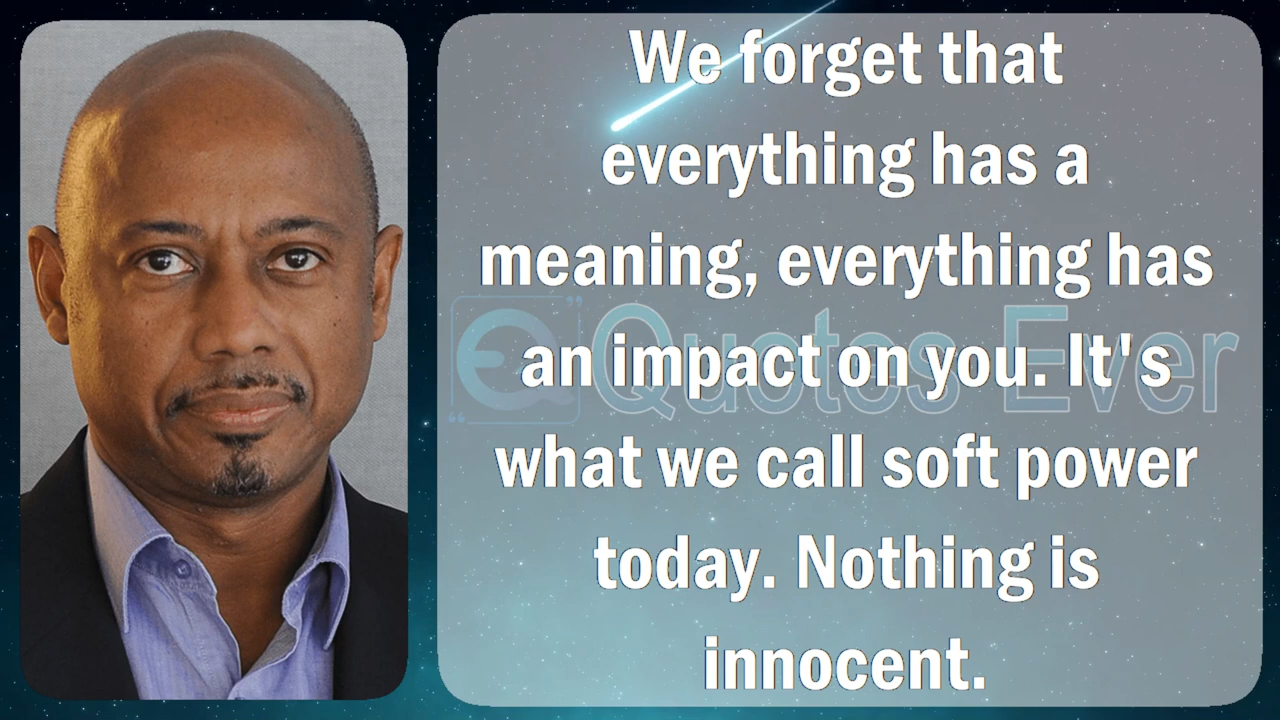 We forget that
everything has a
meaning, everything has
an impact on you. It's
what we call soft power
today. Nothing is
innocent.
Quotes Ever